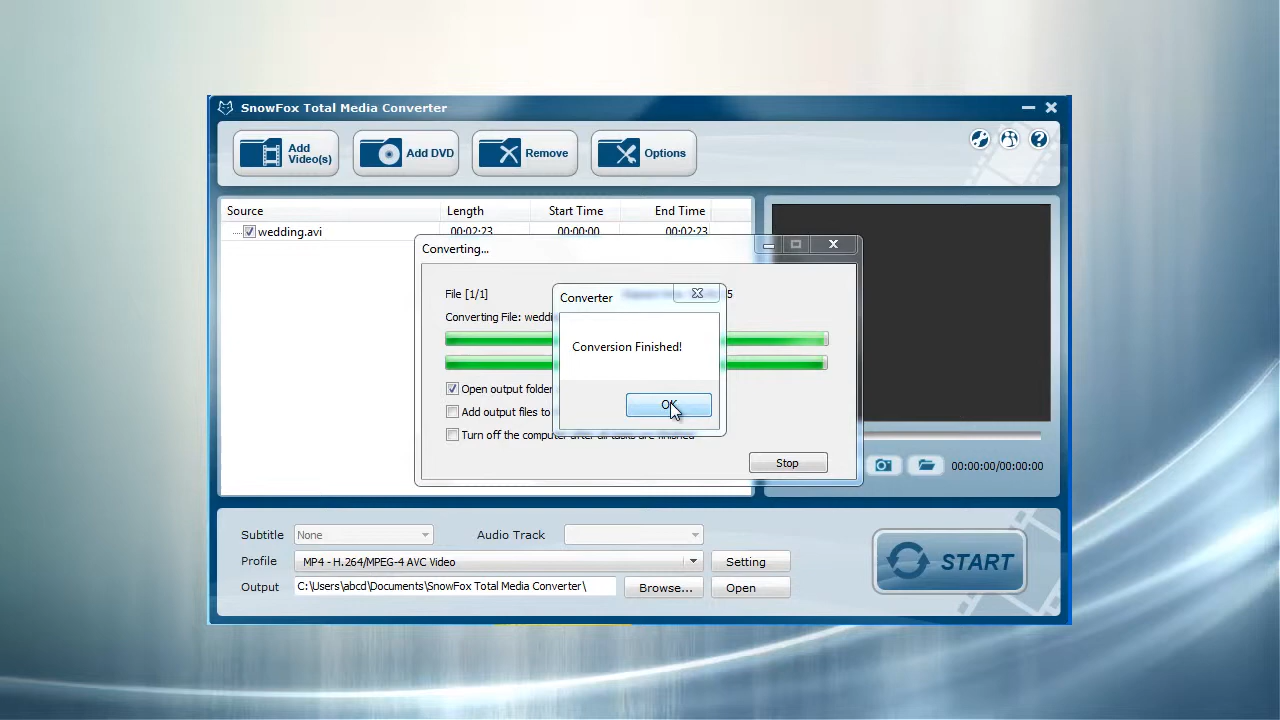 SnowFox Total Media Converter
Add Video(s)
Add DVD
Remove
Options
Source Length Start Time End Time
wedding.avi 00:02:23 00:00:00 00:02:23
Converting...
File [1/1]
Converter
Converting File:
Conversion Finished!
Open output folder
Add output files to
OK
Turn off the computer after all tasks are finished
Stop
00:00:00/00:00:00
Subtitle None Audio Track
Profile MP4 - H.264/MPEG-4 AVC Video Setting
Output C:\Users\abcd\Documents\SnowFox Total Media Converter\ Browse... Open
START